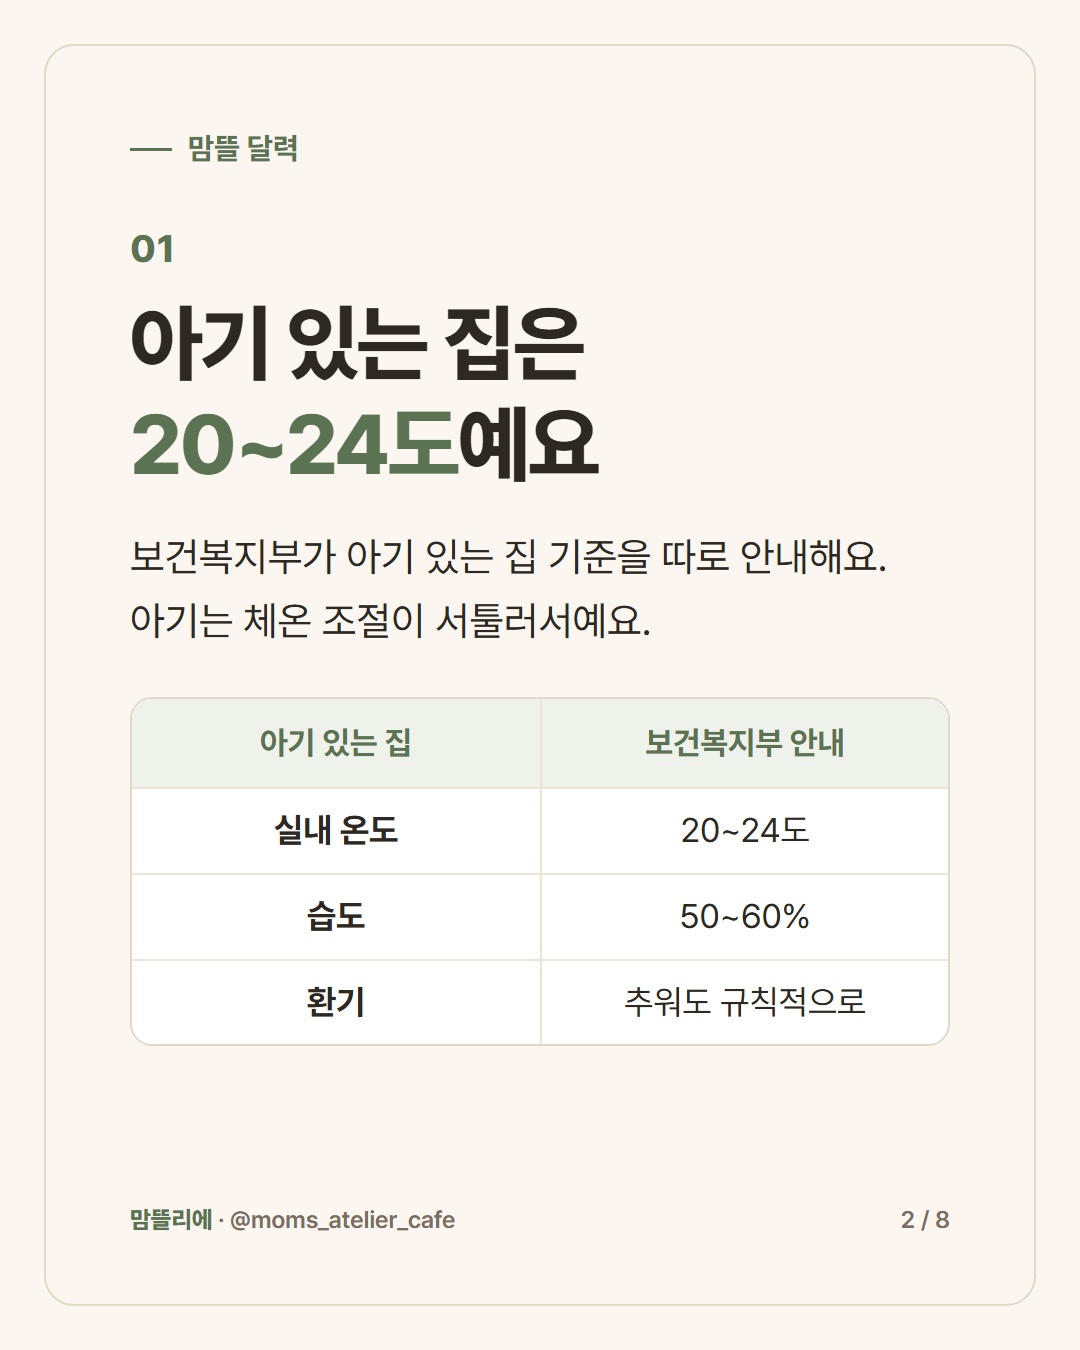 맘뜰 달력
01
아기 있는 집은
20~24도예요
보건복지부가 아기 있는 집 기준을 따로 안내해요.
아기는 체온 조절이 서툴러서예요.
아기 있는 집 보건복지부 안내
실내 온도 20~24도
습도 50~60%
환기 추워도 규칙적으로
맘뜰리에 · @moms_atelier_cafe 2 / 8